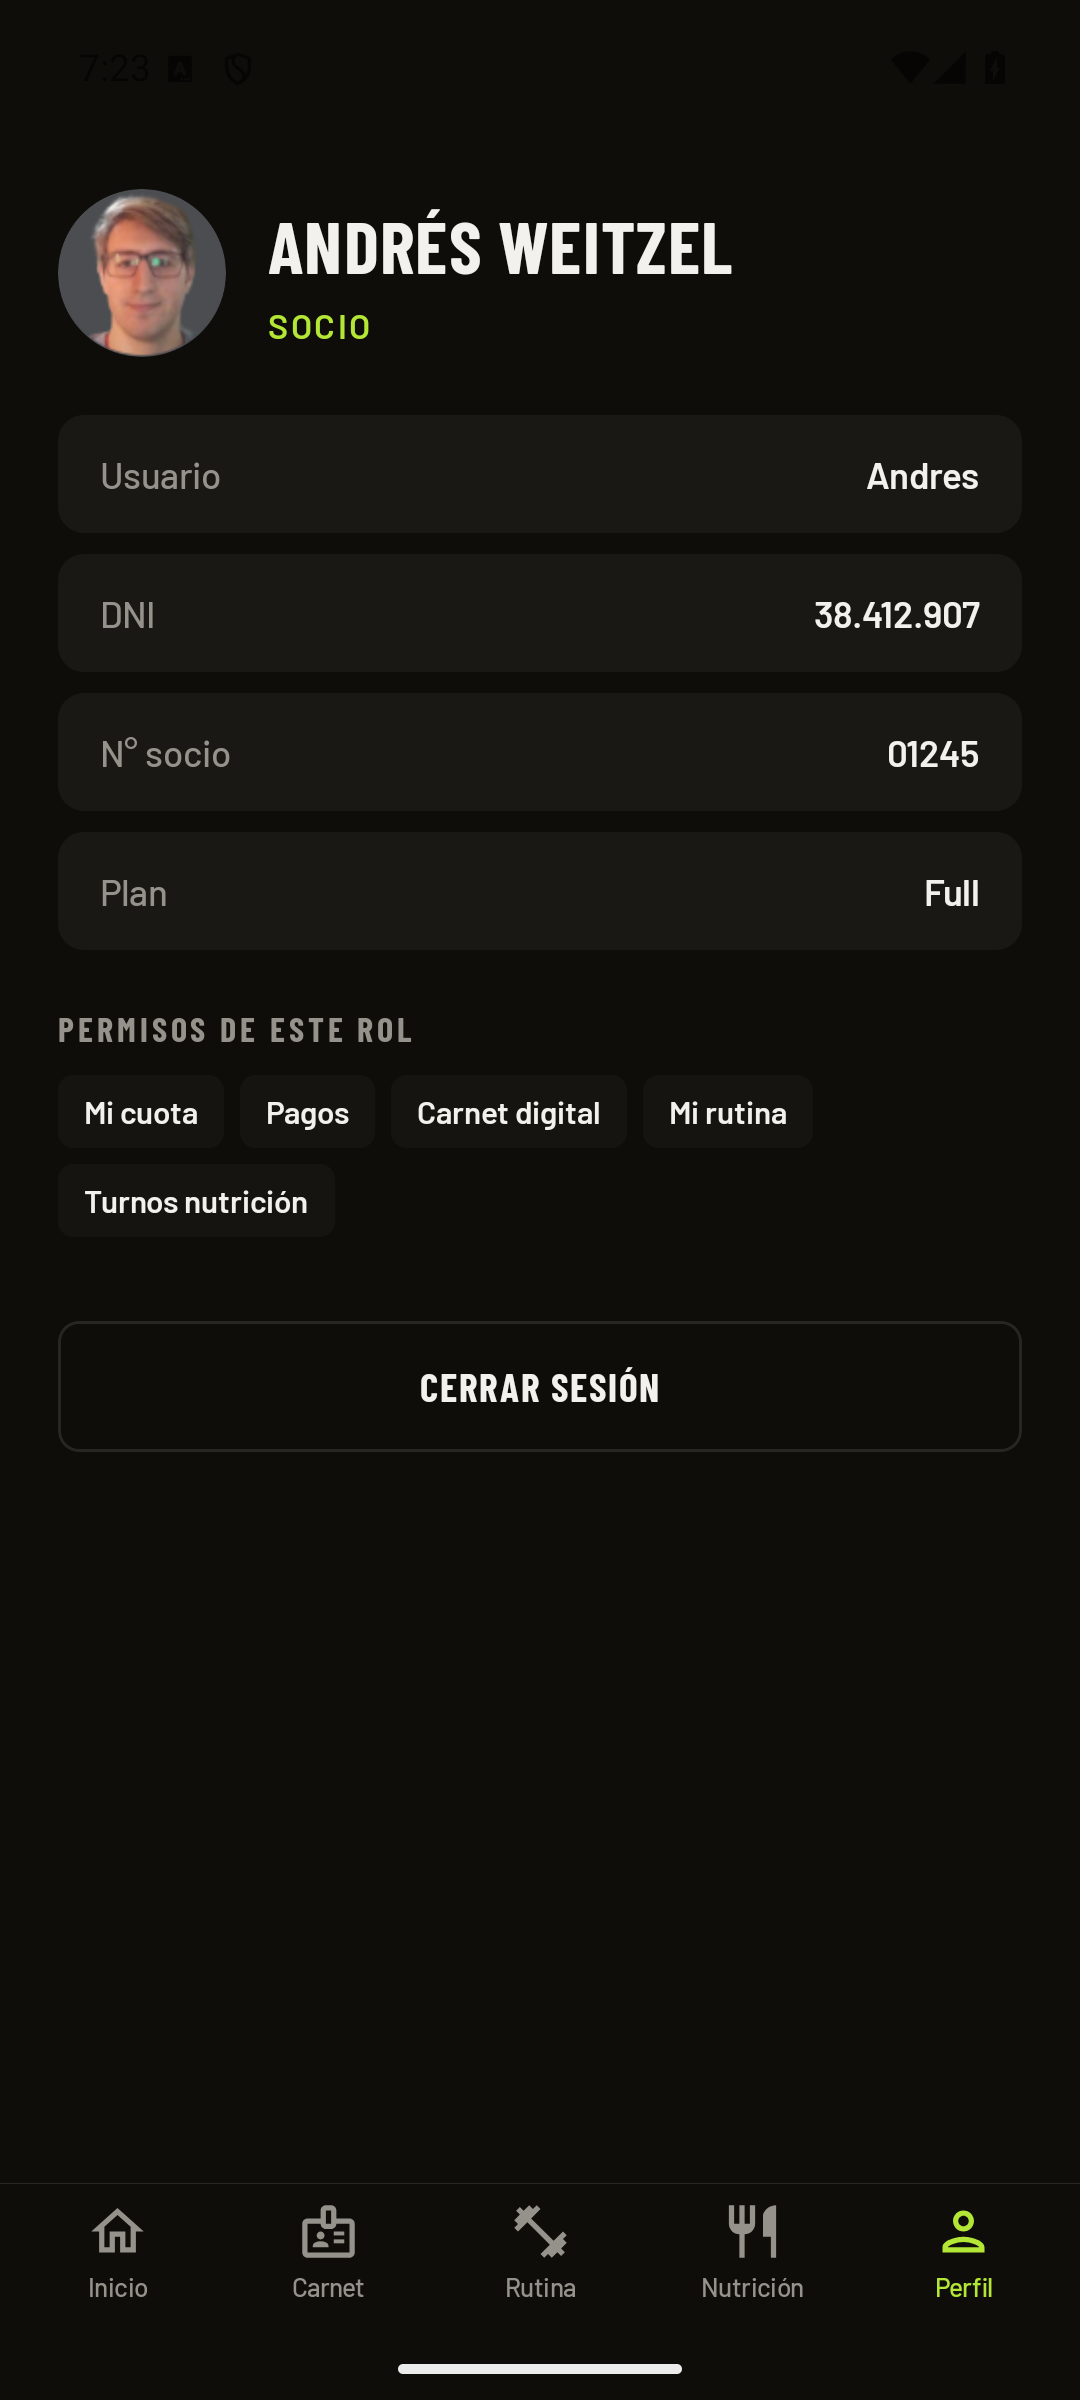 7:23
ANDRÉS WEITZEL
SOCIO
Usuario Andres
DNI 38.412.907
N° socio 01245
Plan Full
PERMISOS DE ESTE ROL
Mi cuota Pagos Carnet digital Mi rutina
Turnos nutrición
CERRAR SESIÓN
Inicio Carnet Rutina Nutrición Perfil